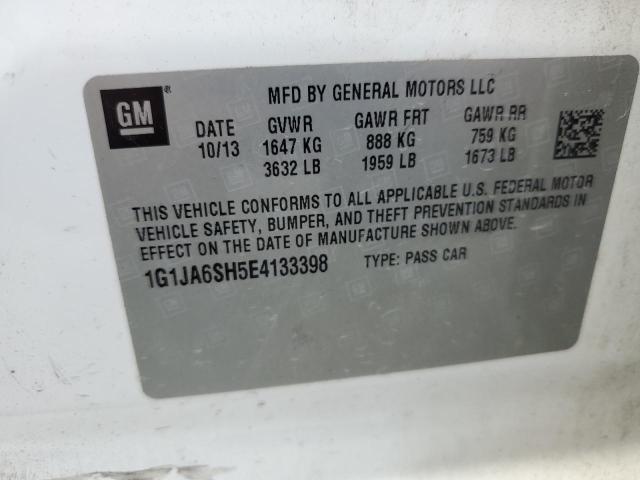 GM®
MFD BY GENERAL MOTORS LLC
DATE GVWR GAWR FRT GAWR RR
10/13 1647 KG 888 KG 759 KG
3632 LB 1959 LB 1673 LB
THIS VEHICLE CONFORMS TO ALL APPLICABLE U.S. FEDERAL MOTOR
VEHICLE SAFETY, BUMPER, AND THEFT PREVENTION STANDARDS IN
EFFECT ON THE DATE OF MANUFACTURE SHOWN ABOVE.
1G1JA6SH5E4133398 TYPE: PASS CAR